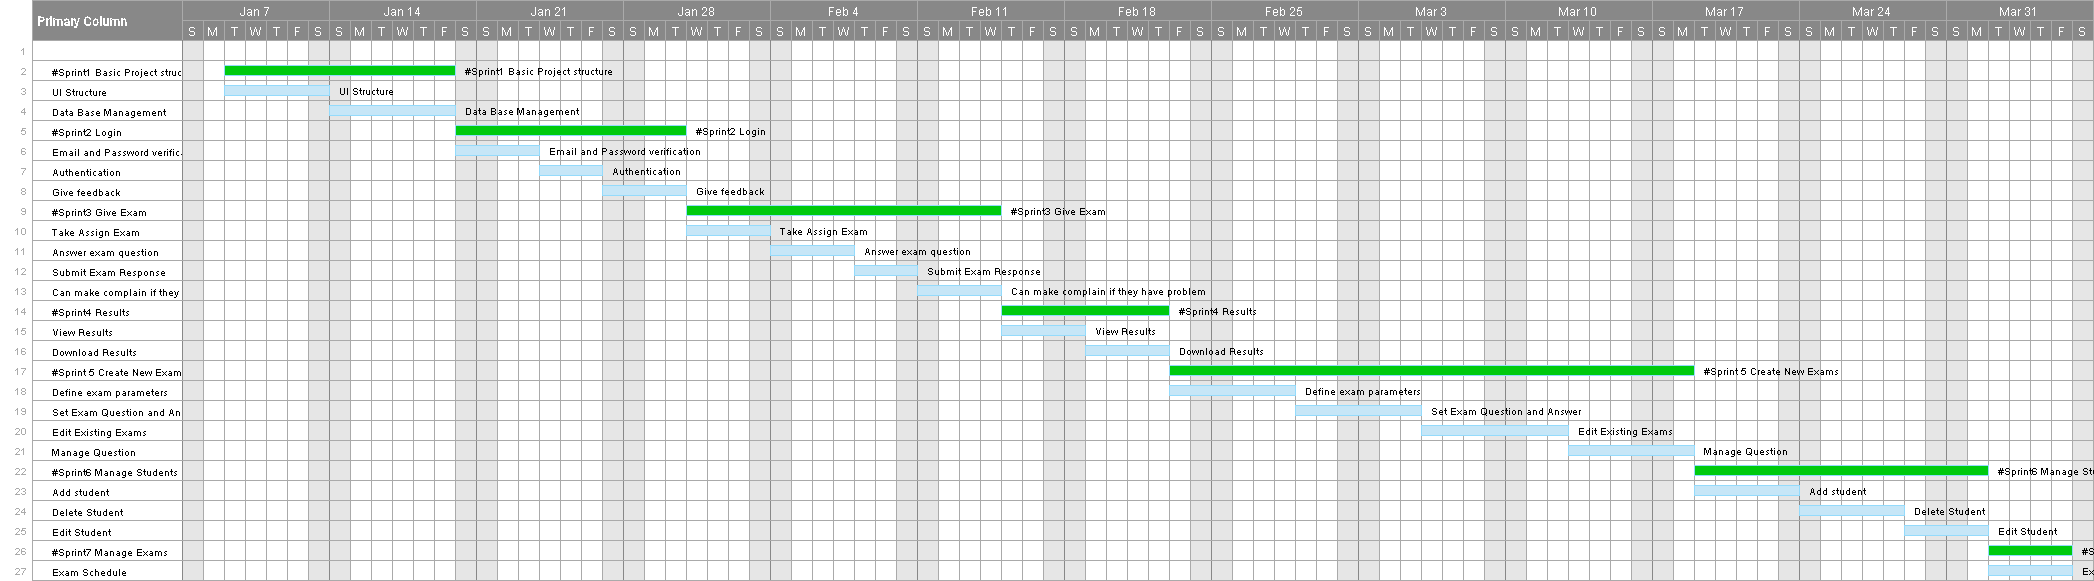 Primary Column
Jan 7 Jan 14 Jan 21 Jan 28 Feb 4 Feb 11 Feb 18 Feb 25 Mar 3 Mar 10 Mar 17 Mar 24 Mar 31
S M T W T F S S M T W T F S S M T W T F S S M T W T F S S M T W T F S S M T W T F S S M T W T F S S M T W T F S S M T W T F S S M T W T F S S M T W T F S S M T W T F S S M T W T F S
1
2 #Sprint1 Basic Project struc #Sprint1 Basic Project structure
3 UI Structure UI Structure
4 Data Base Management Data Base Management
5 #Sprint2 Login #Sprint2 Login
6 Email and Password verific Email and Password verification
7 Authentication Authentication
8 Give feedback Give feedback
9 #Sprint3 Give Exam #Sprint3 Give Exam
10 Take Assign Exam Take Assign Exam
11 Answer exam question Answer exam question
12 Submit Exam Response Submit Exam Response
13 Can make complain if they Can make complain if they have problem
14 #Sprint4 Results #Sprint4 Results
15 View Results View Results
16 Download Results Download Results
17 #Sprint 5 Create New Exam #Sprint 5 Create New Exams
18 Define exam parameters Define exam parameters
19 Set Exam Question and An Set Exam Question and Answer
20 Edit Existing Exams Edit Existing Exams
21 Manage Question Manage Question
22 #Sprint6 Manage Students #Sprint6 Manage St
23 Add student Add student
24 Delete Student Delete Student
25 Edit Student Edit Student
26 #Sprint7 Manage Exams #S
27 Exam Schedule Ex